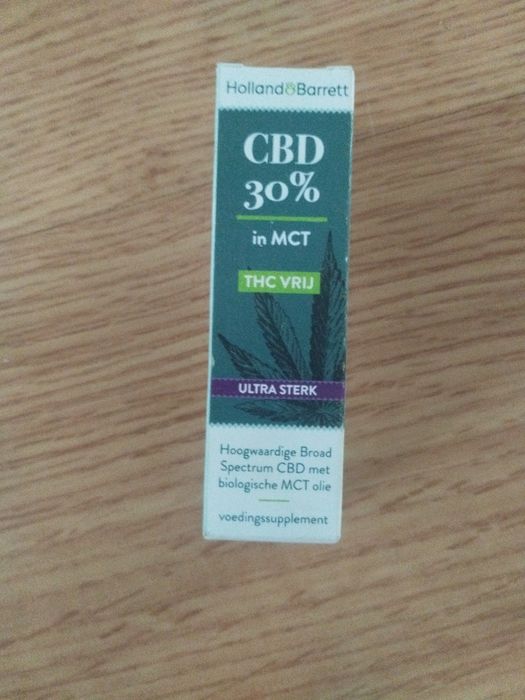 Holland&Barrett
CBD
30%
in MCT
THC VRIJ
ULTRA STERK
Hoogwaardige Broad
Spectrum CBD met
biologische MCT olie
voedingssupplement